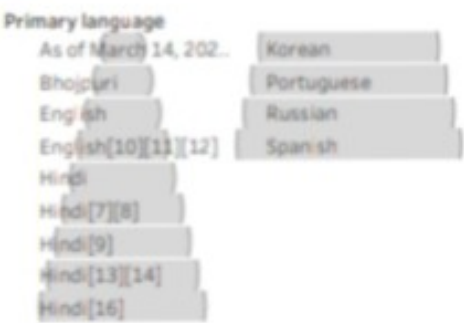 Primary language
As of March 14, 202..
Bhojpuri
English
English[10][11][12]
Hindi
Hindi[7][8]
Hindi[9]
Hindi[13][14]
Hindi[16]
Korean
Portuguese
Russian
Spanish